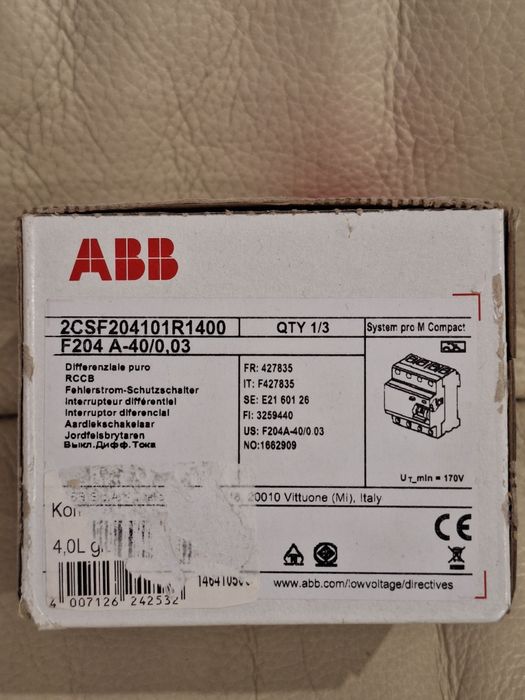 ABB
2CSF204101R1400 QTY 1/3 System pro M Compact
F204 A-40/0,03
Differenziale puro
RCCB
Fehlerstrom-Schutzschalter
Interrupteur différentiel
Interruptor diferencial
Aardlekschakelaar
Jordfelsbrytaren
Выкл.Дифф.Тока
FR: 427835
IT: F427835
SE: E21 601 26
FI: 3259440
US: F204A-40/0 03
NO:1662909
UT_min = 170V
20010 Vittuone (Mi), Italy
4,0L
CE
www.abb.com/lowvoltage/directives
4 007126 242532